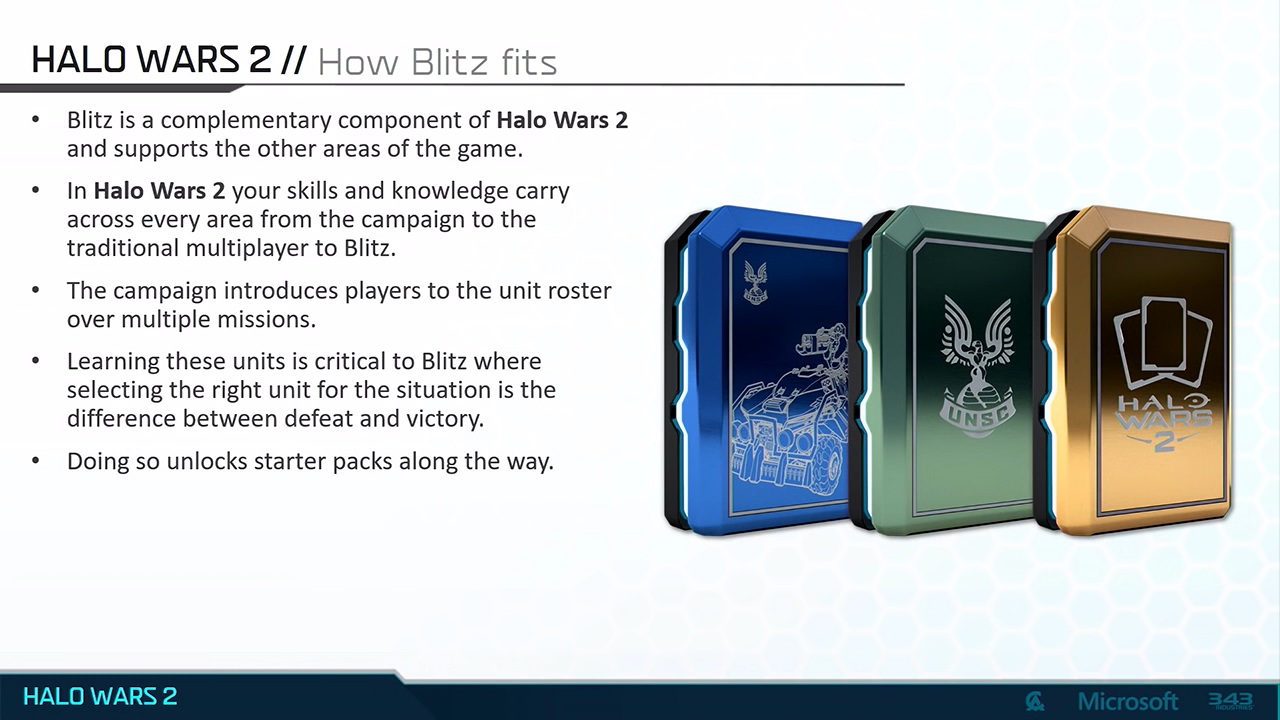 HALO WARS 2 // How Blitz fits
• Blitz is a complementary component of Halo Wars 2
and supports the other areas of the game.
• In Halo Wars 2 your skills and knowledge carry
across every area from the campaign to the
traditional multiplayer to Blitz.
• The campaign introduces players to the unit roster
over multiple missions.
• Learning these units is critical to Blitz where
selecting the right unit for the situation is the
difference between defeat and victory.
• Doing so unlocks starter packs along the way.
UNSC
UNSC
HALO
WARS
2
HALO WARS 2
Microsoft
343
INDUSTRIES